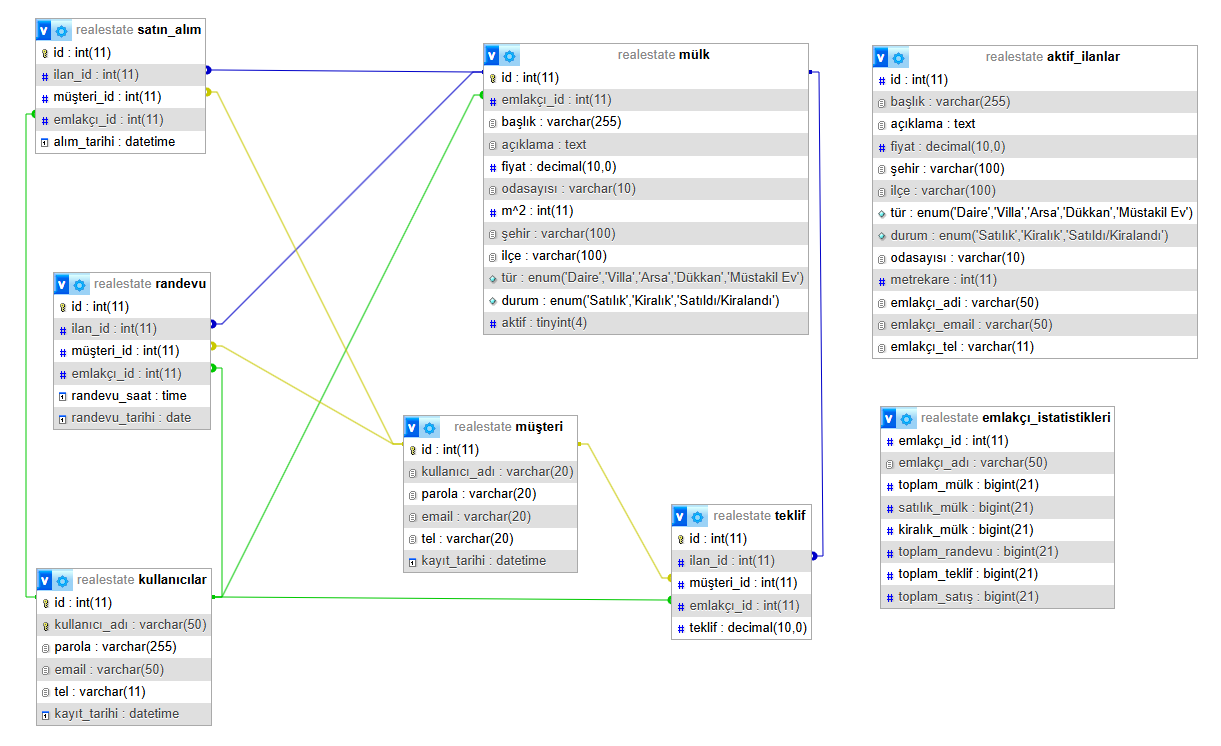 realestate satın_alım
id : int(11)
ilan_id : int(11)
müşteri_id : int(11)
emlakçı_id : int(11)
alım_tarihi : datetime
realestate mülk
id : int(11)
emlakçı_id : int(11)
başlık : varchar(255)
açıklama : text
fiyat : decimal(10,0)
odasayısı : varchar(10)
m^2 : int(11)
şehir : varchar(100)
ilçe : varchar(100)
tür : enum('Daire','Villa','Arsa','Dükkan','Müstakil Ev')
durum : enum('Satılık','Kiralık','Satıldı/Kiralandı')
aktif : tinyint(4)
realestate aktif_ilanlar
id : int(11)
başlık : varchar(255)
açıklama : text
fiyat : decimal(10,0)
şehir : varchar(100)
ilçe : varchar(100)
tür : enum('Daire','Villa','Arsa','Dükkan','Müstakil Ev')
durum : enum('Satılık','Kiralık','Satıldı/Kiralandı')
odasayısı : varchar(10)
metrekare : int(11)
emlakçı_adi : varchar(50)
emlakçı_email : varchar(50)
emlakçı_tel : varchar(11)
realestate randevu
id : int(11)
ilan_id : int(11)
müşteri_id : int(11)
emlakçı_id : int(11)
randevu_saat : time
randevu_tarihi : date
realestate müşteri
id : int(11)
kullanıcı_adı : varchar(20)
parola : varchar(20)
email : varchar(20)
tel : varchar(20)
kayıt_tarihi : datetime
realestate emlakçı_istatistikleri
emlakçı_id : int(11)
emlakçı_adı : varchar(50)
toplam_mülk : bigint(21)
satılık_mülk : bigint(21)
kiralık_mülk : bigint(21)
toplam_randevu : bigint(21)
toplam_teklif : bigint(21)
toplam_satış : bigint(21)
realestate teklif
id : int(11)
ilan_id : int(11)
müşteri_id : int(11)
emlakçı_id : int(11)
teklif : decimal(10,0)
realestate kullanıcılar
id : int(11)
kullanıcı_adı : varchar(50)
parola : varchar(255)
email : varchar(50)
tel : varchar(11)
kayıt_tarihi : datetime